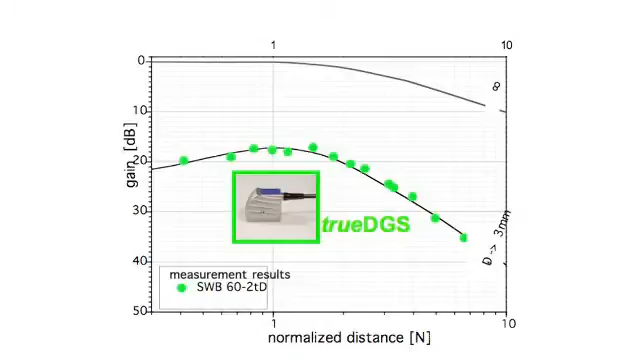 1 10
0
10
20
30
40
50
gain [dB]
∞
D -> 3mm
trueDGS
measurement results
SWB 60-2tD
1 10
normalized distance [N]